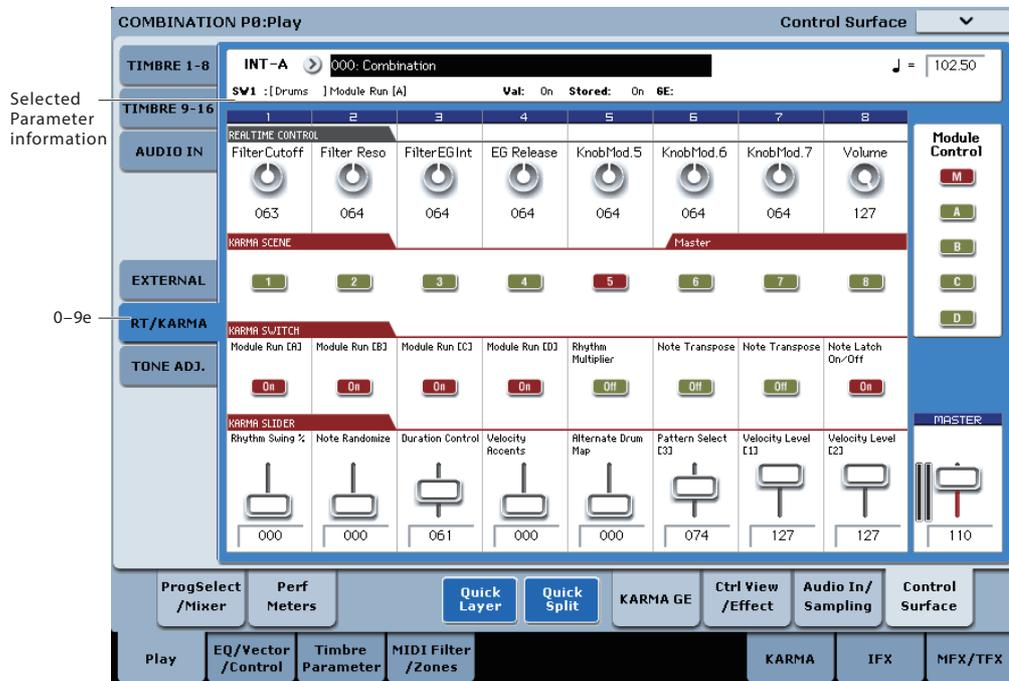 COMBINATION P0:Play
Control Surface
Selected
Parameter
information
0–9e
TIMBRE 1-8
TIMBRE 9-16
AUDIO IN
EXTERNAL
RT/KARMA
TONE ADJ.
INT-A
000: Combination
♩ = 102.50
SW1 :[Drums ] Module Run [A] Val: On Stored: On GE:
1 2 3 4 5 6 7 8
REALTIME CONTROL
FilterCutoff Filter Reso FilterEGInt EG Release KnobMod.5 KnobMod.6 KnobMod.7 Volume
063 064 064 064 064 064 064 127
KARMA SCENE
Master
1 2 3 4 5 6 7 8
KARMA SWITCH
Module Run [A] Module Run [B] Module Run [C] Module Run [D] Rhythm Multiplier Note Transpose Note Transpose Note Latch On/Off
On On On On Off Off Off On
KARMA SLIDER
Rhythm Swing % Note Randomize Duration Control Velocity Accents Alternate Drum Map Pattern Select [3] Velocity Level [1] Velocity Level [2]
000 000 061 000 000 074 127 127
Module
Control
M
A
B
C
D
MASTER
110
ProgSelect
/Mixer
Perf
Meters
Quick
Layer
Quick
Split
KARMA GE
Ctrl View
/Effect
Audio In/
Sampling
Control
Surface
Play
EQ/Vector
/Control
Timbre
Parameter
MIDI Filter
/Zones
KARMA
IFX
MFX/TFX